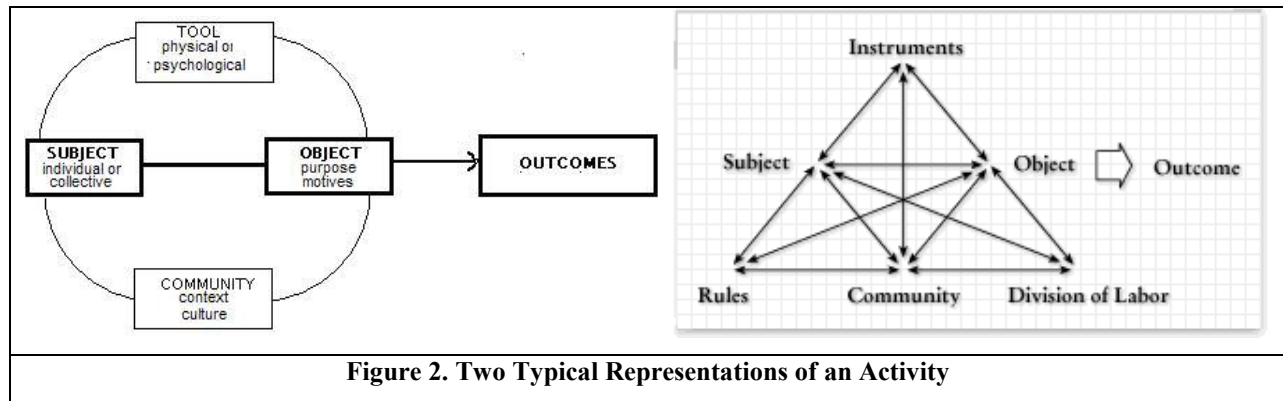 TOOL
physical or
psychological
SUBJECT
individual or
collective
OBJECT
purpose
motives
OUTCOMES
COMMUNITY
context
culture
Instruments
Subject
Object
Outcome
Rules
Community
Division of Labor
Figure 2. Two Typical Representations of an Activity